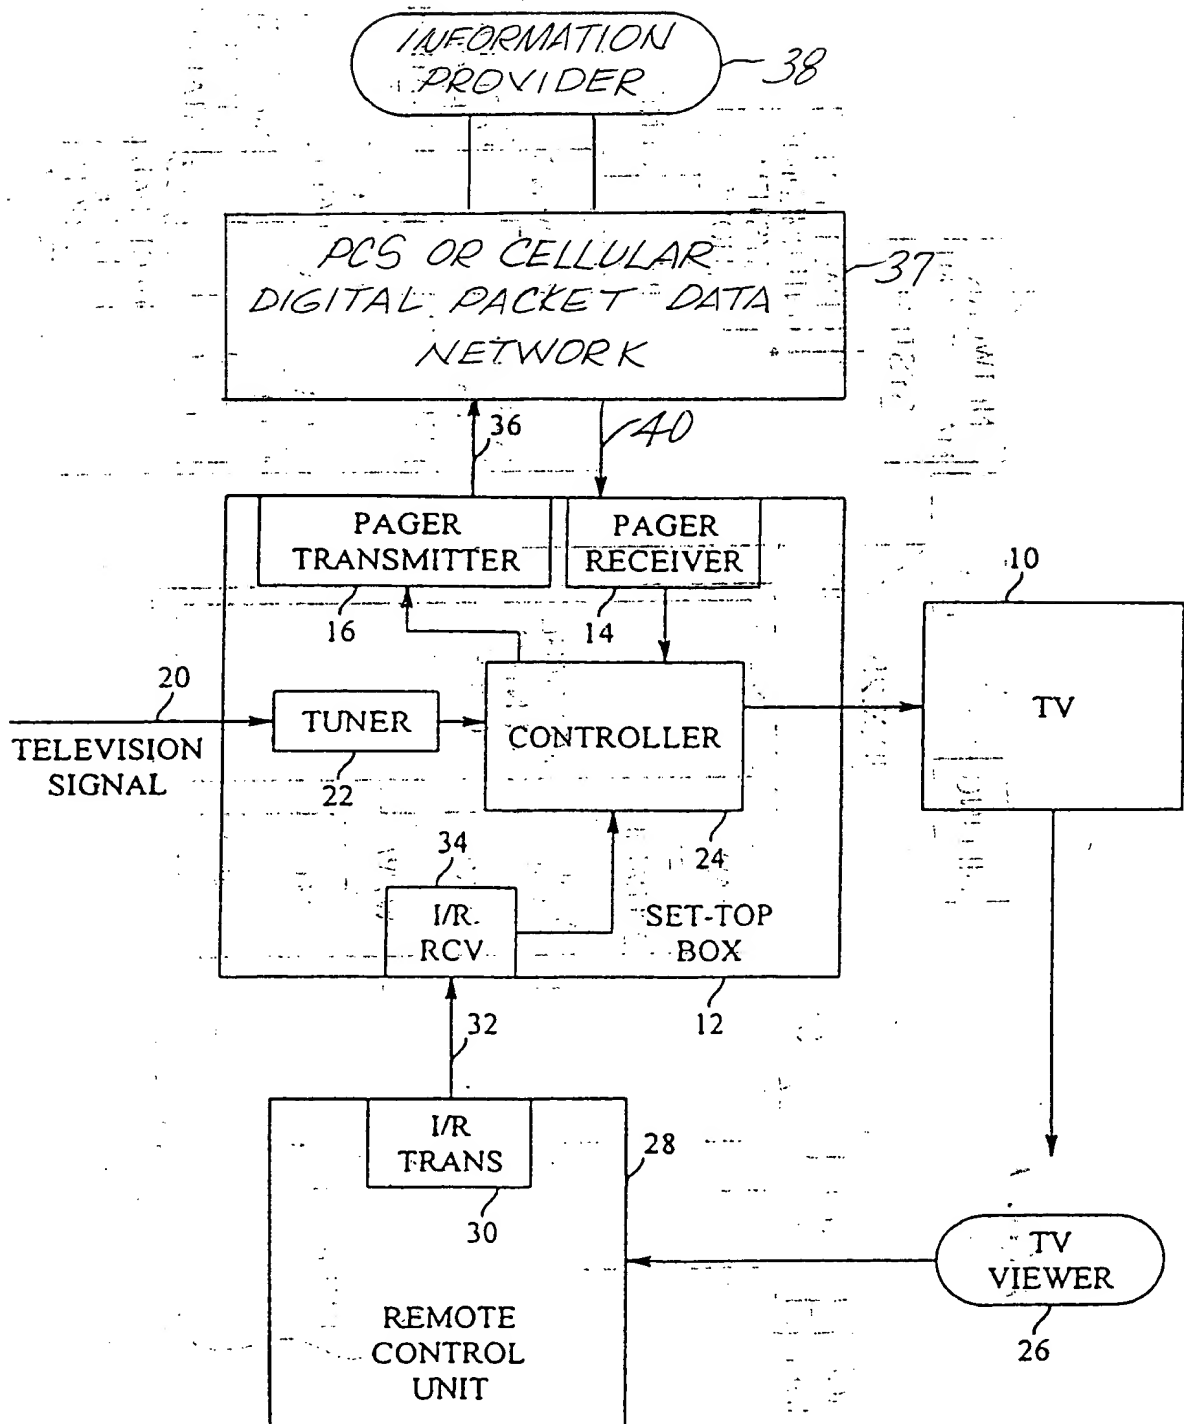 INFORMATION
PROVIDER
38
PCS OR CELLULAR
DIGITAL PACKET DATA
NETWORK
37
36
40
PAGER
TRANSMITTER
PAGER
RECEIVER
16
14
10
20
TELEVISION
SIGNAL
TUNER
22
CONTROLLER
TV
24
34
I/R
RCV
SET-TOP
BOX
12
32
I/R
TRANS
30
28
REMOTE
CONTROL
UNIT
TV
VIEWER
26